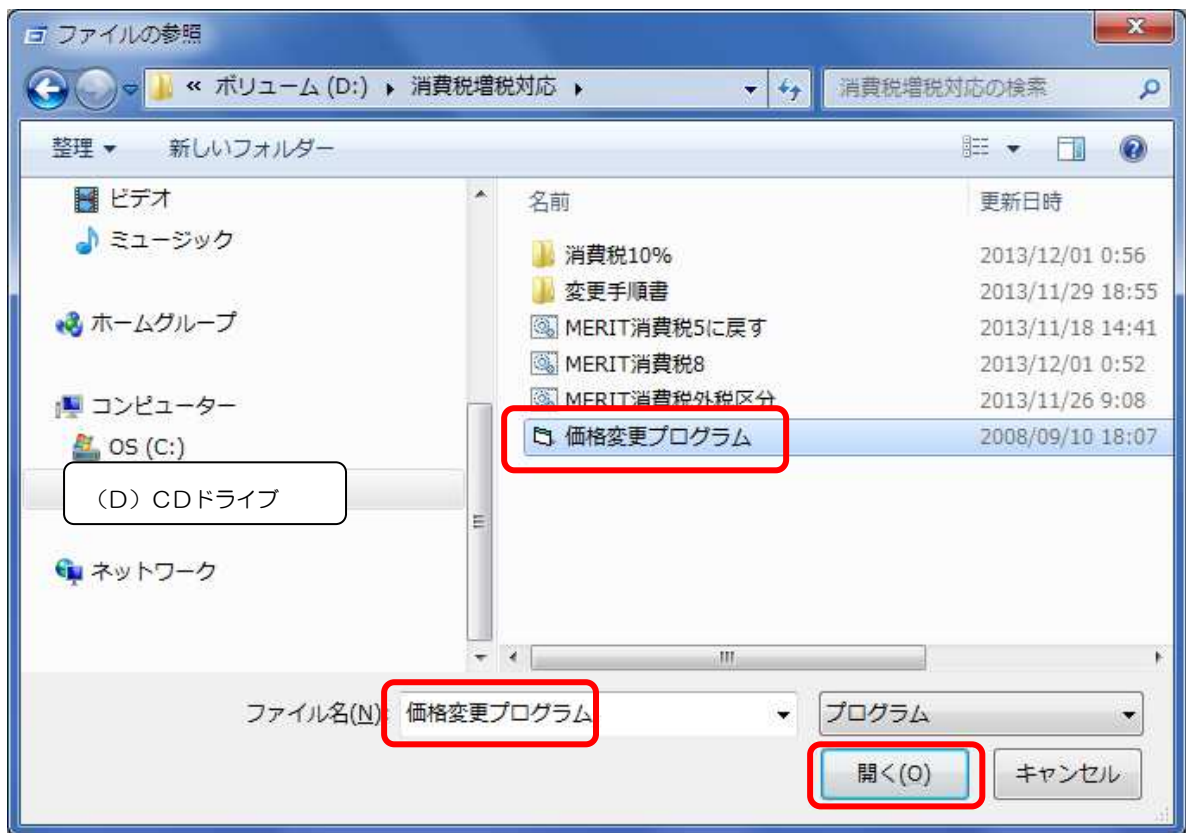 ファイルの参照
« ボリューム (D:) ▸ 消費税増税対応 ▸
消費税増税対応の検索
整理 ▼ 新しいフォルダー
ビデオ
ミュージック
ホームグループ
コンピューター
OS (C:)
（D）CDドライブ
ネットワーク
名前 更新日時
消費税10% 2013/12/01 0:56
変更手順書 2013/11/29 18:55
MERIT消費税5に戻す 2013/11/18 14:41
MERIT消費税8 2013/12/01 0:52
MERIT消費税外税区分 2013/11/26 9:08
価格変更プログラム 2008/09/10 18:07
ファイル名(N): 価格変更プログラム プログラム
開く(O) キャンセル